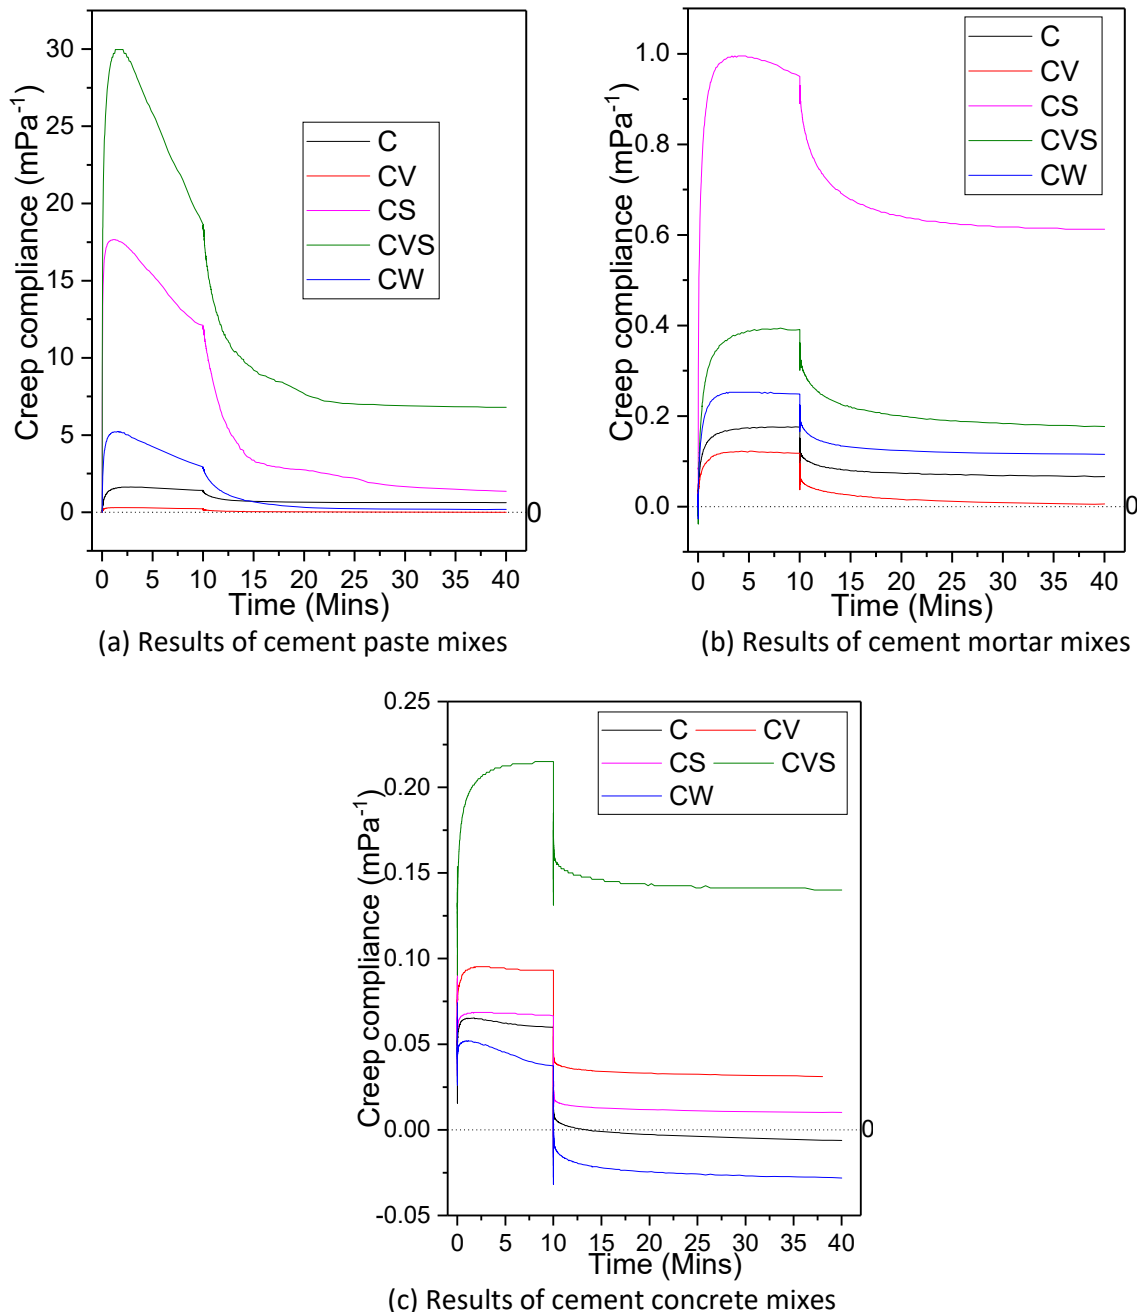 30
25
20
15
10
5
0
Creep compliance (mPa-1)
C
CV
CS
CVS
CW
0
0 5 10 15 20 25 30 35 40
Time (Mins)
(a) Results of cement paste mixes
1.0
0.8
0.6
0.4
0.2
0.0
Creep compliance (mPa-1)
C
CV
CS
CVS
CW
0
0 5 10 15 20 25 30 35 40
Time (Mins)
(b) Results of cement mortar mixes
0.25
0.20
0.15
0.10
0.05
0.00
-0.05
Creep compliance (mPa-1)
C CV
CS CVS
CW
0
0 5 10 15 20 25 30 35 40
Time (Mins)
(c) Results of cement concrete mixes